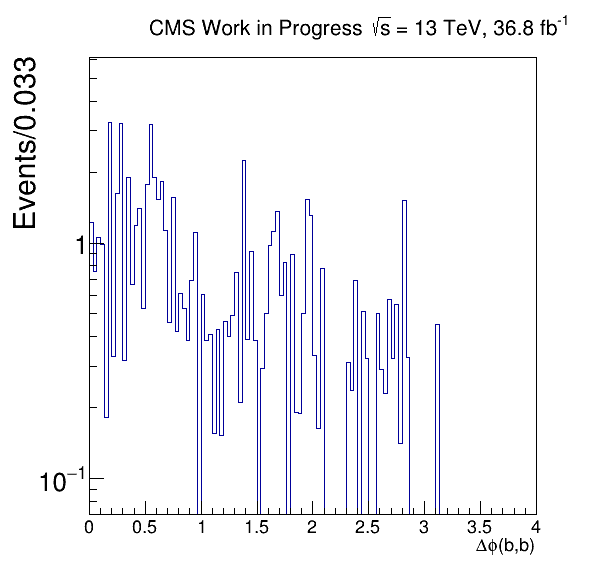 CMS Work in Progress √s = 13 TeV, 36.8 fb⁻¹
Events/0.033
1
10⁻¹
0 0.5 1 1.5 2 2.5 3 3.5 4
Δϕ(b,b)